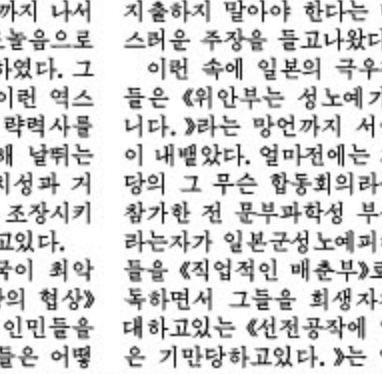 까지 나서
놀음으로
하였다. 그
이런 역스
략력사를
해 날뛰는
치성과 거
조장시키
고있다.
국이 최악
의 협상》
인민들을
들은 어떻
지출하지 말아야 한다는
스러운 주장을 들고나왔다
이런 속에 일본의 극우
들은 《위안부는 성노예가
니다.》라는 망언까지 서
이 내뱉았다. 얼마전에는
당의 그 무슨 합동회의라
참가한 전 문부과학성 부
라는자가 일본군성노예피
들을 《직업적인 매춘부》로
독하면서 그들을 희생자
대하고있는 《선전공작에
은 기만당하고있다.》는